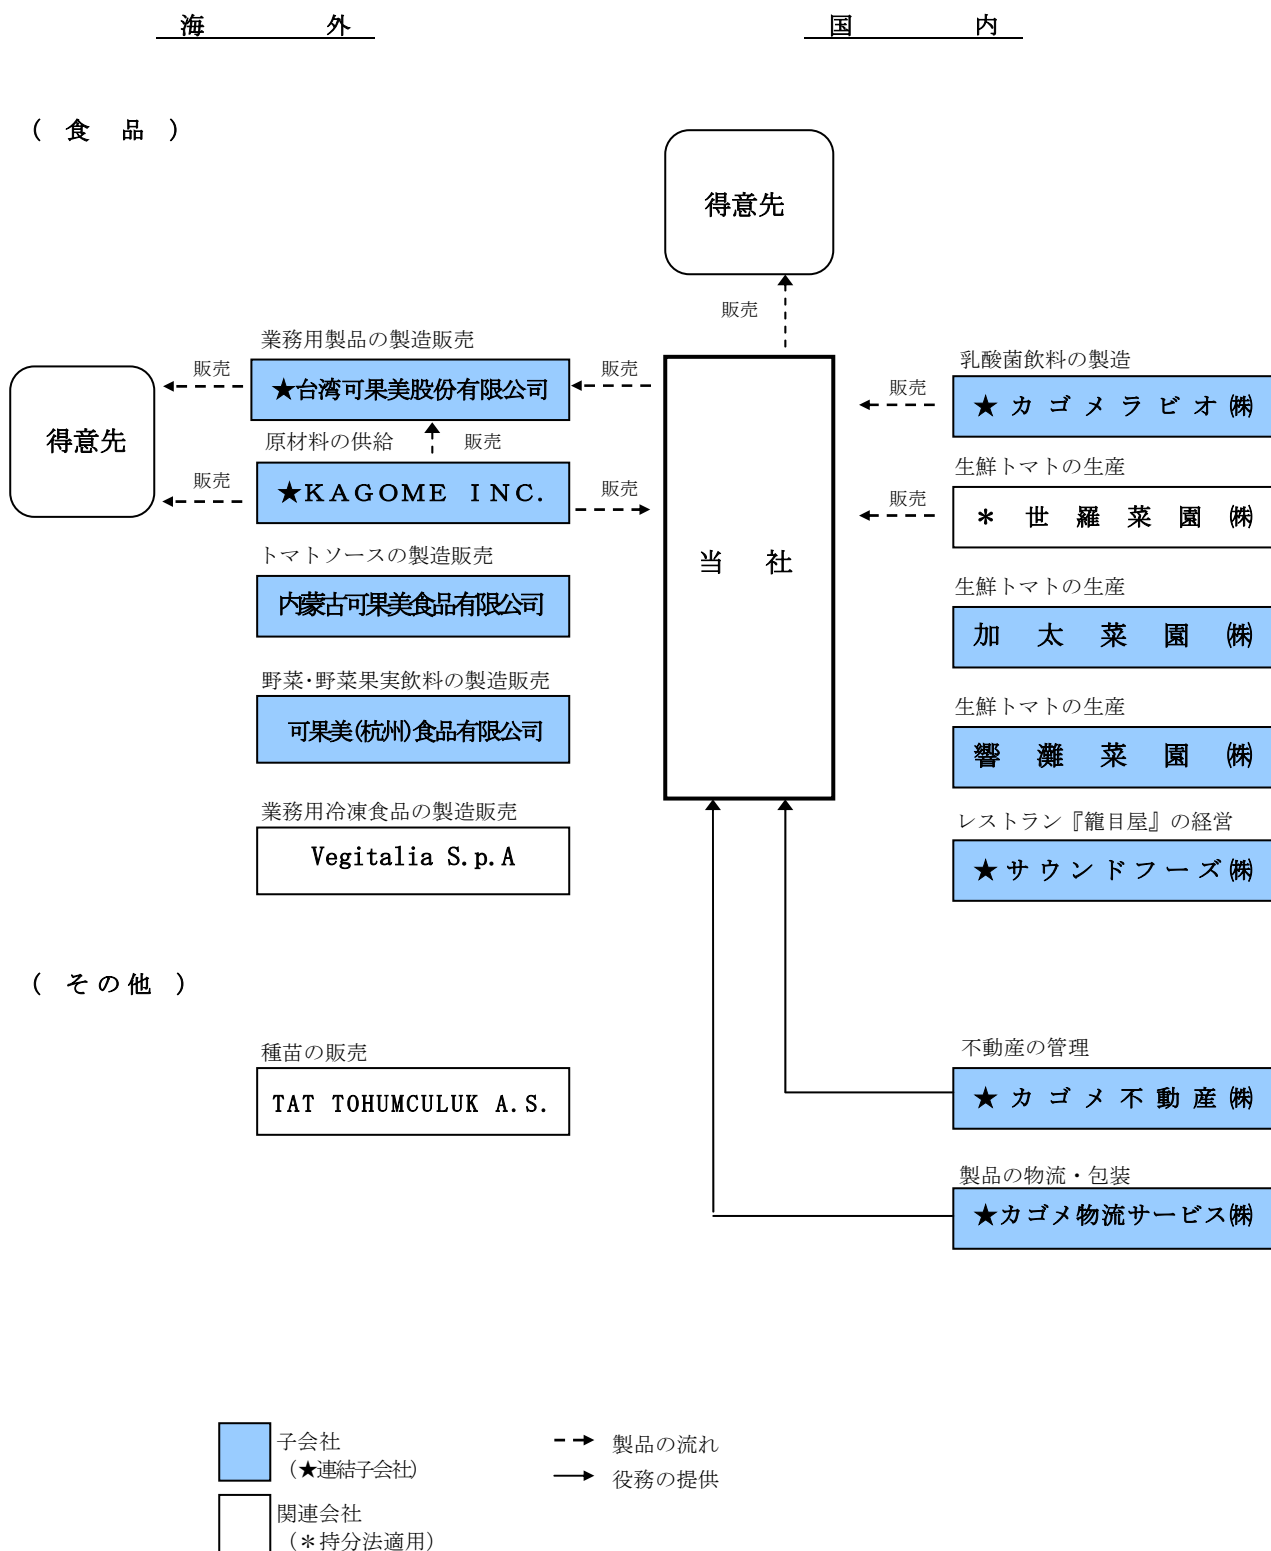 海外
国内
(食品)
得意先
販売
業務用製品の製造販売
販売
★台湾可果美股份有限公司
販売
得意先
原材料の供給
販売
販売
★KAGOME INC.
販売
トマトソースの製造販売
内蒙古可果美食品有限公司
野菜・野菜果実飲料の製造販売
可果美(杭州)食品有限公司
業務用冷凍食品の製造販売
Vegitalia S.p.A
当社
乳酸菌飲料の製造
販売
★カゴメラビオ㈱
生鮮トマトの生産
販売
＊世羅菜園㈱
生鮮トマトの生産
加太菜園㈱
生鮮トマトの生産
響灘菜園㈱
レストラン『籠目屋』の経営
★サウンドフーズ㈱
(その他)
種苗の販売
TAT TOHUMCULUK A.S.
不動産の管理
★カゴメ不動産㈱
製品の物流・包装
★カゴメ物流サービス㈱
子会社
(★連結子会社)
関連会社
(＊持分法適用)
製品の流れ
役務の提供